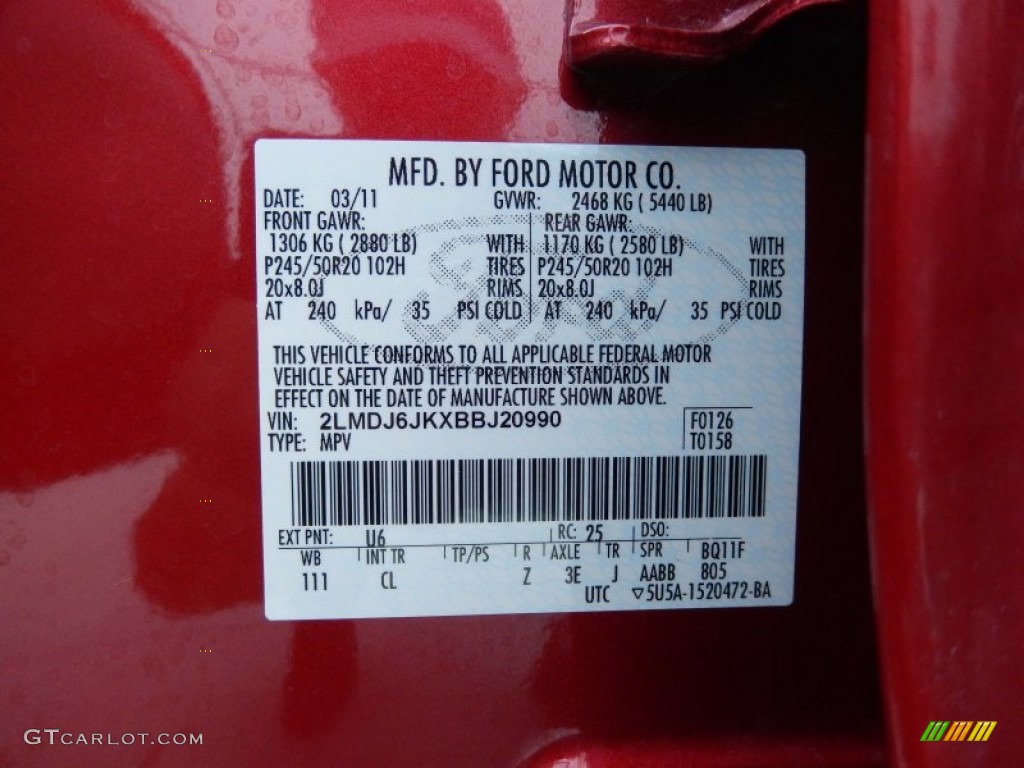 MFD. BY FORD MOTOR CO.
DATE: 03/11 GVWR: 2468 KG ( 5440 LB)
FRONT GAWR: REAR GAWR:
1306 KG ( 2880 LB) WITH 1170 KG ( 2580 LB) WITH
P245/50R20 102H TIRES P245/50R20 102H TIRES
20x8.0J RIMS 20x8.0J RIMS
AT 240 kPa/ 35 PSI COLD AT 240 kPa/ 35 PSI COLD
THIS VEHICLE CONFORMS TO ALL APPLICABLE FEDERAL MOTOR
VEHICLE SAFETY AND THEFT PREVENTION STANDARDS IN
EFFECT ON THE DATE OF MANUFACTURE SHOWN ABOVE.
VIN: 2LMDJ6JKXBBJ20990 F0126
TYPE: MPV T0158
EXT PNT: U6 RC: 25 DSO:
WB INT TR TP/PS R AXLE TR SPR BQ11F
111 CL Z 3E J AABB 805
UTC ▽5U5A-1520472-BA
GTCARLOT.COM